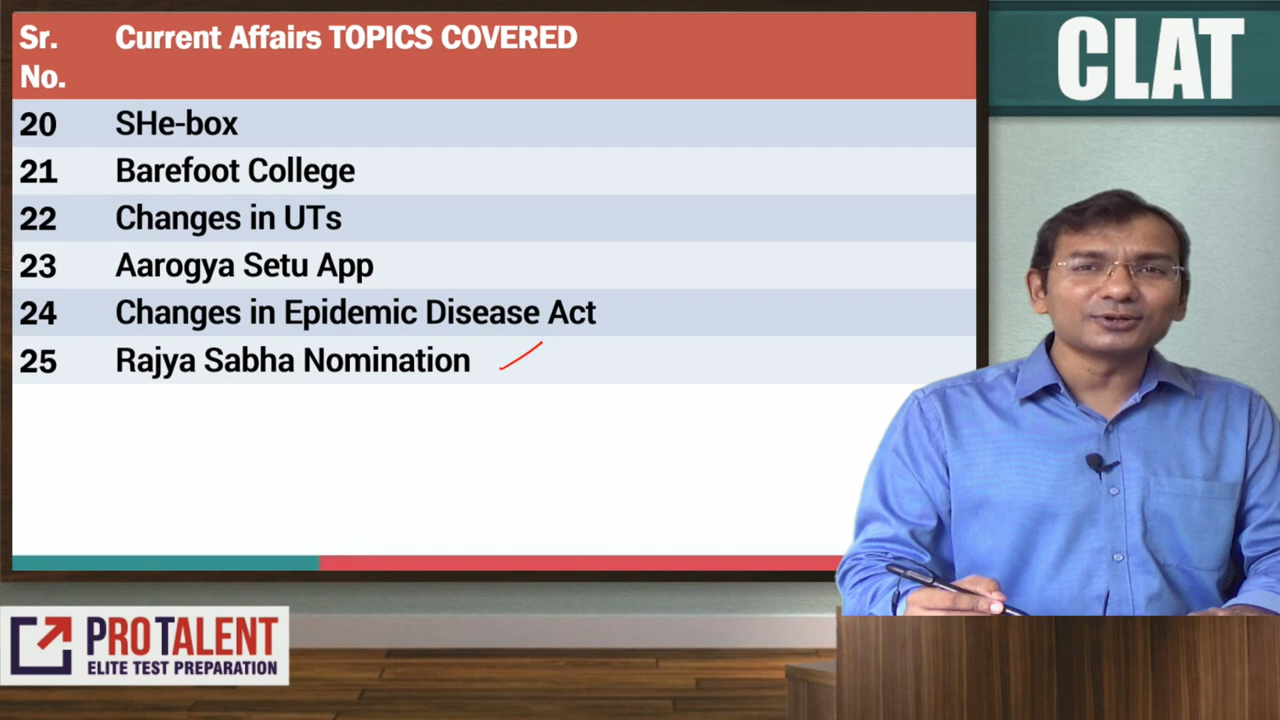 Sr. No. Current Affairs TOPICS COVERED
20 SHe-box
21 Barefoot College
22 Changes in UTs
23 Aarogya Setu App
24 Changes in Epidemic Disease Act
25 Rajya Sabha Nomination
CLAT
PROTALENT
ELITE TEST PREPARATION